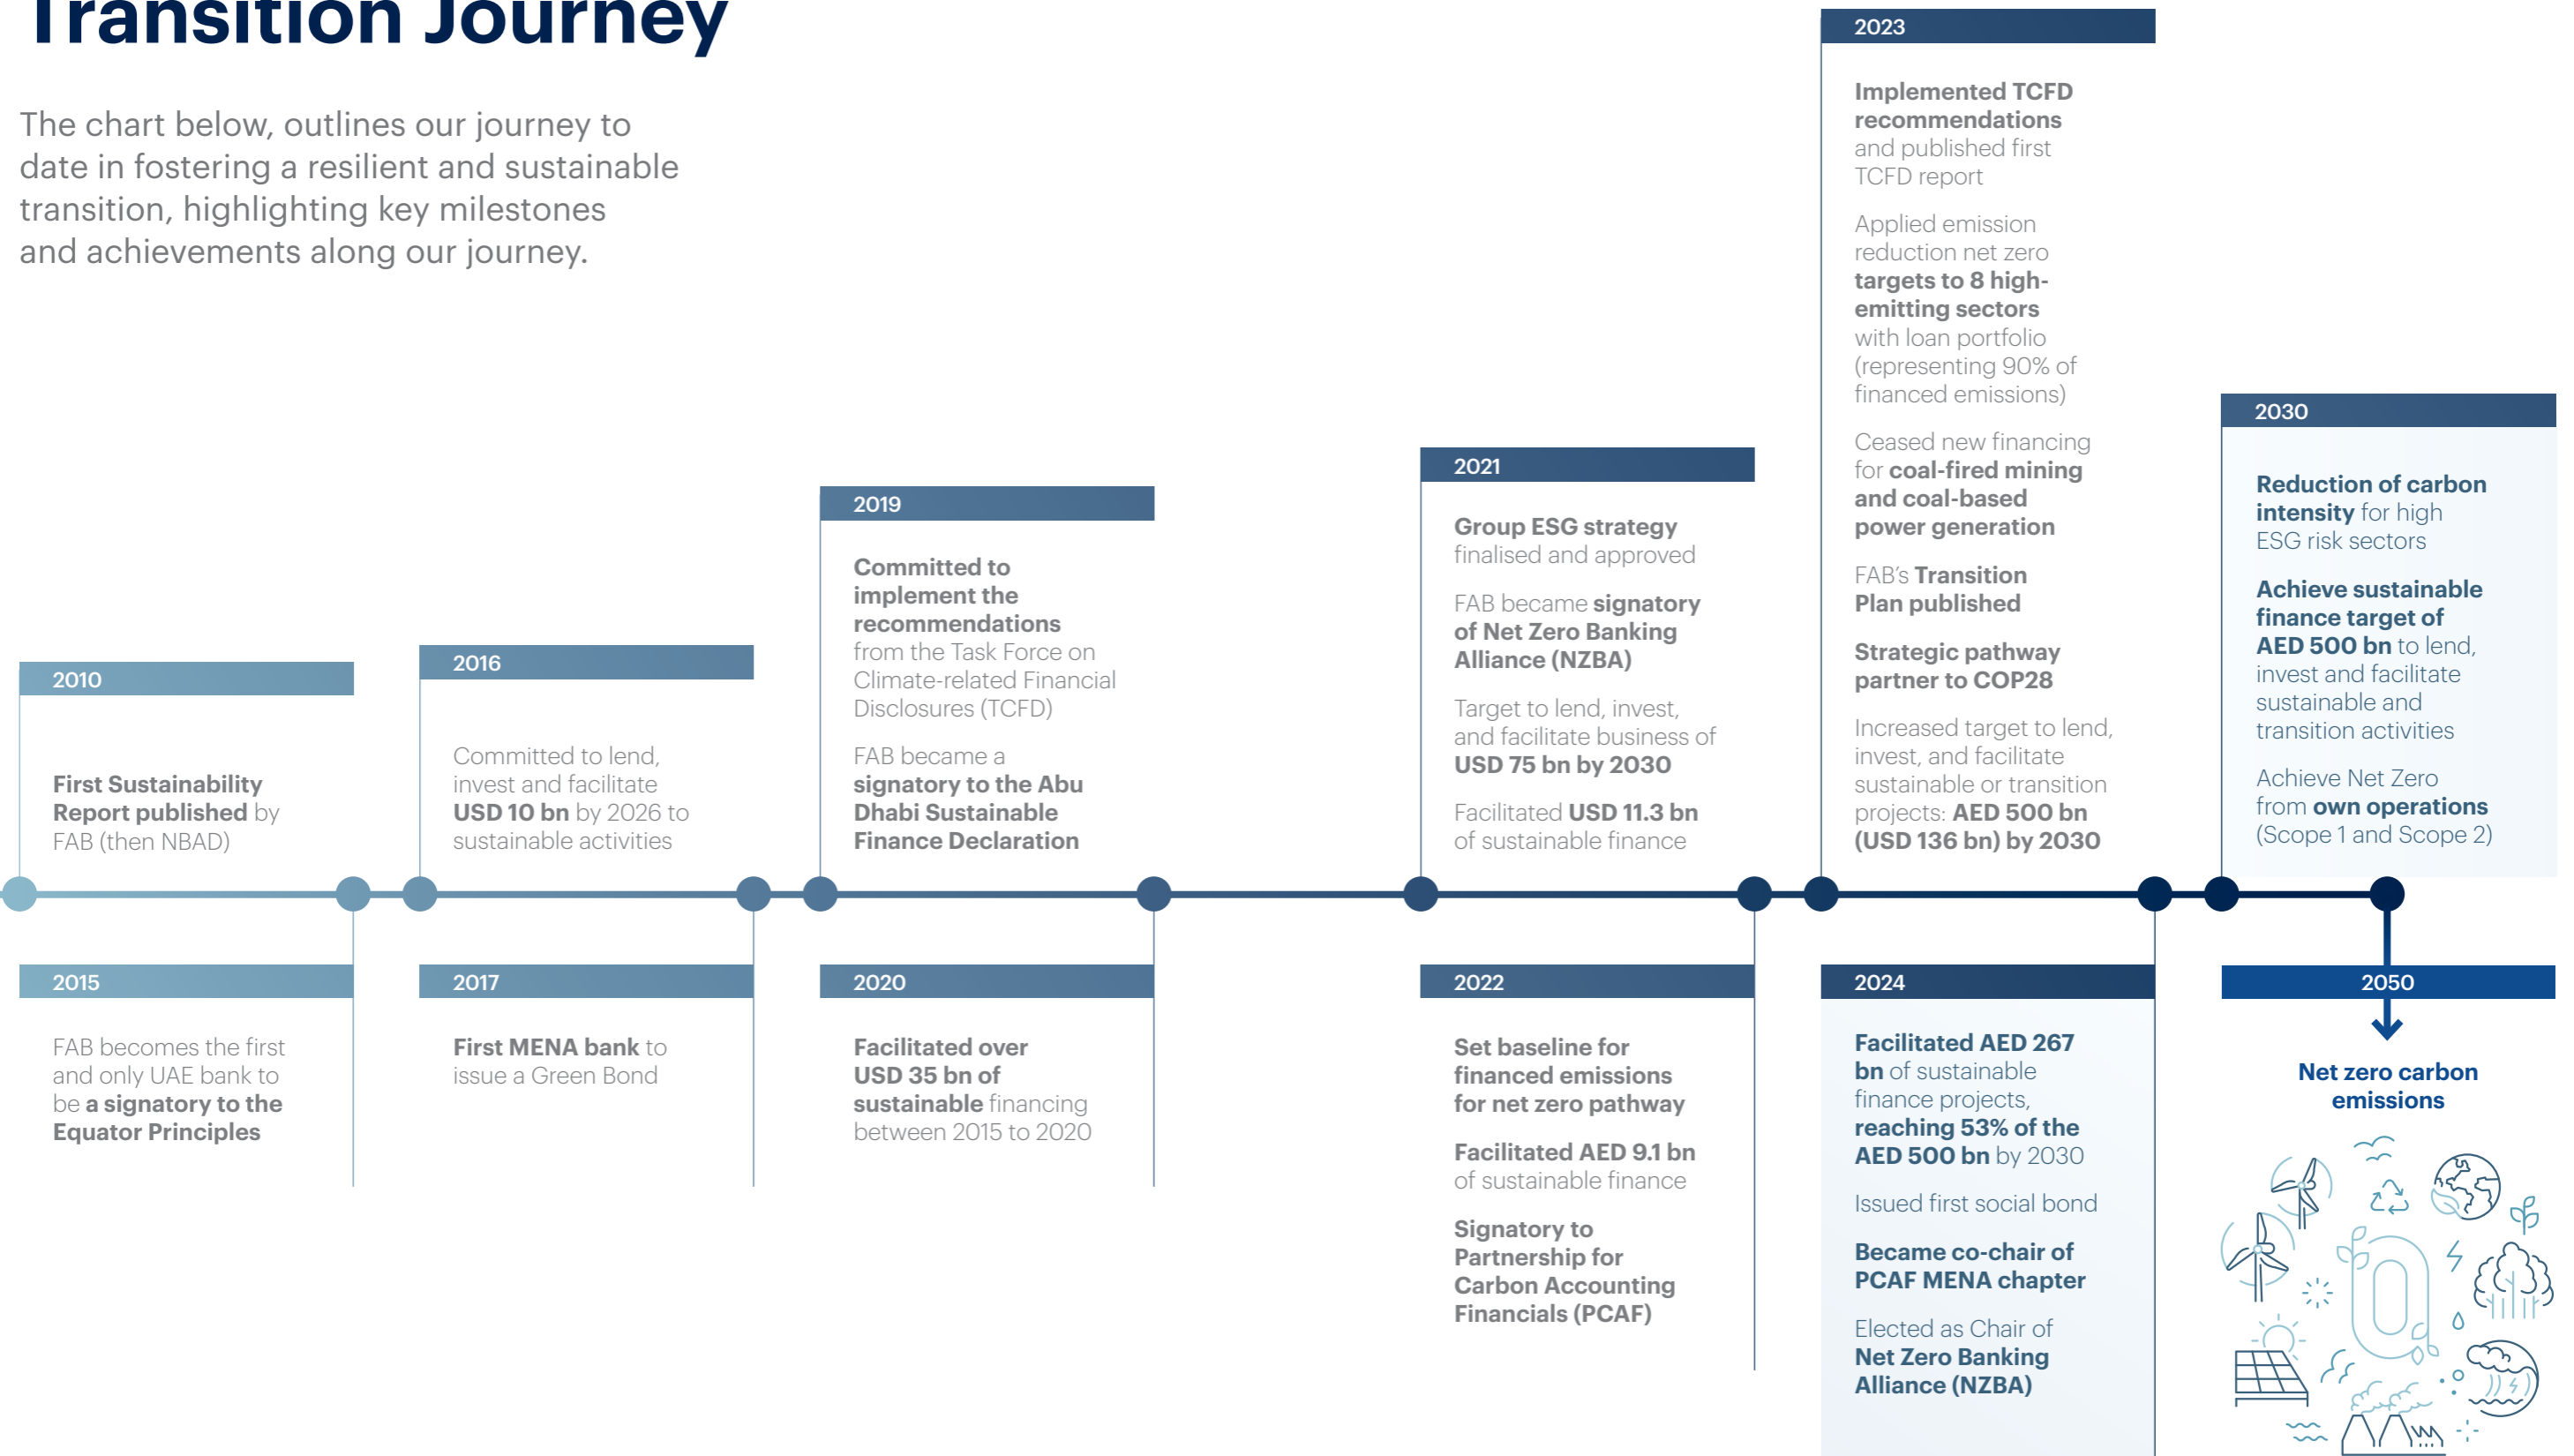 Transition Journey
The chart below, outlines our journey to
date in fostering a resilient and sustainable
transition, highlighting key milestones
and achievements along our journey.
2010
First Sustainability
Report published by
FAB (then NBAD)
2015
FAB becomes the first
and only UAE bank to
be a signatory to the
Equator Principles
2016
Committed to lend,
invest and facilitate
USD 10 bn by 2026 to
sustainable activities
2017
First MENA bank to
issue a Green Bond
2019
Committed to
implement the
recommendations
from the Task Force on
Climate-related Financial
Disclosures (TCFD)
FAB became a
signatory to the Abu
Dhabi Sustainable
Finance Declaration
2020
Facilitated over
USD 35 bn of
sustainable financing
between 2015 to 2020
2021
Group ESG strategy
finalised and approved
FAB became signatory
of Net Zero Banking
Alliance (NZBA)
Target to lend, invest,
and facilitate business of
USD 75 bn by 2030
Facilitated USD 11.3 bn
of sustainable finance
2022
Set baseline for
financed emissions
for net zero pathway
Facilitated AED 9.1 bn
of sustainable finance
Signatory to
Partnership for
Carbon Accounting
Financials (PCAF)
2023
Implemented TCFD
recommendations
and published first
TCFD report
Applied emission
reduction net zero
targets to 8 high-
emitting sectors
with loan portfolio
(representing 90% of
financed emissions)
Ceased new financing
for coal-fired mining
and coal-based
power generation
FAB’s Transition
Plan published
Strategic pathway
partner to COP28
Increased target to lend,
invest, and facilitate
sustainable or transition
projects: AED 500 bn
(USD 136 bn) by 2030
2024
Facilitated AED 267
bn of sustainable
finance projects,
reaching 53% of the
AED 500 bn by 2030
Issued first social bond
Became co-chair of
PCAF MENA chapter
Elected as Chair of
Net Zero Banking
Alliance (NZBA)
2030
Reduction of carbon
intensity for high
ESG risk sectors
Achieve sustainable
finance target of
AED 500 bn to lend,
invest and facilitate
sustainable and
transition activities
Achieve Net Zero
from own operations
(Scope 1 and Scope 2)
2050
Net zero carbon
emissions